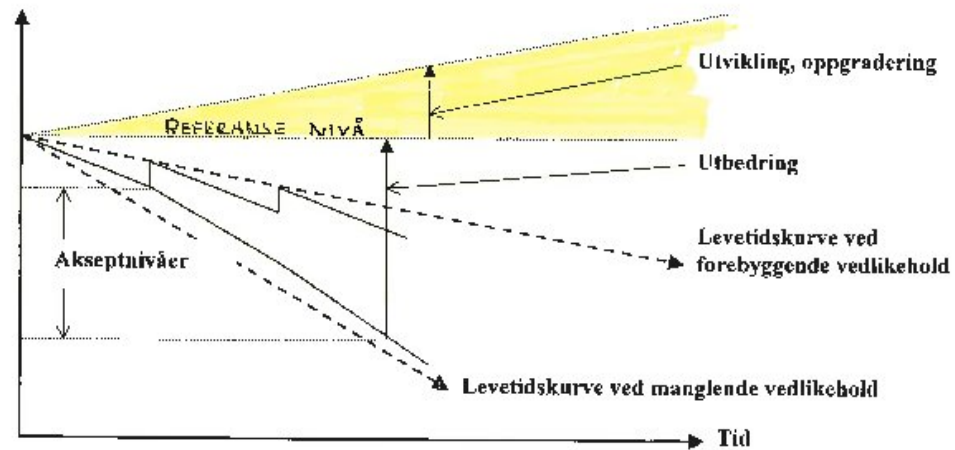 Utvikling, oppgradering
REFERANSE NIVÅ
Utbedring
Levetidskurve ved
forebyggende vedlikehold
Akseptnivåer
Levetidskurve ved manglende vedlikehold
Tid